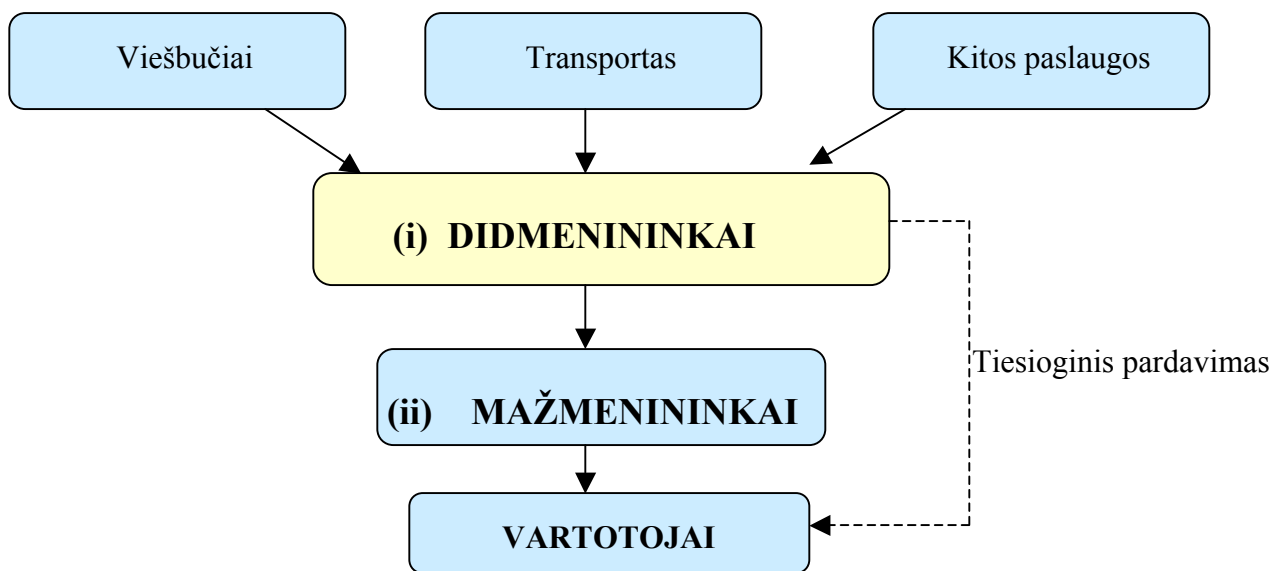 Viešbučiai
Transportas
Kitos paslaugos
(i) DIDMENININKAI
Tiesioginis pardavimas
(ii) MAŽMENININKAI
VARTOTOJAI